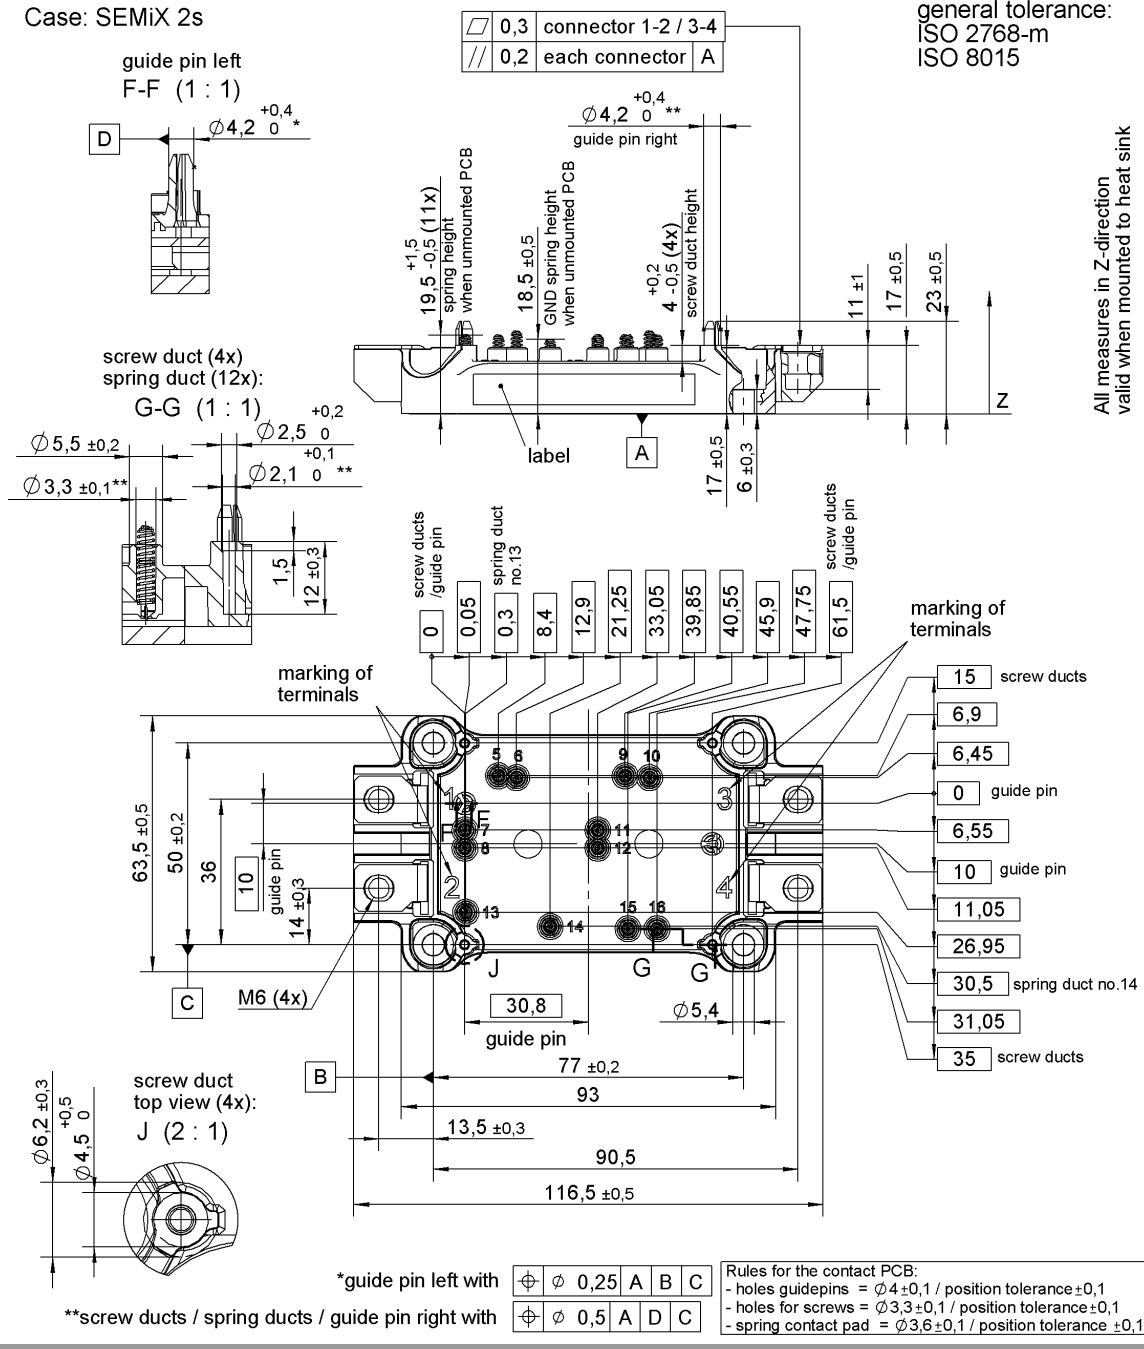 Case: SEMiX 2s
guide pin left
F-F (1 : 1)
D
∅4,2 +0,4 0 *
⏥ 0,3 connector 1-2 / 3-4
// 0,2 each connector A
general tolerance:
ISO 2768-m
ISO 8015
∅4,2 +0,4 0 **
guide pin right
19,5 +1,5 -0,5 (11x)
spring height
when unmounted PCB
18,5 ±0,5
GND spring height
when unmounted PCB
4 +0,2 -0,5 (4x)
screw duct height
11 ±1
17 ±0,5
23 ±0,5
All measures in Z-direction
valid when mounted to heat sink
Z
label
A
17 ±0,5
6 ±0,3
screw duct (4x)
spring duct (12x):
G-G (1 : 1)
∅5,5 ±0,2
∅3,3 ±0,1**
∅2,5 +0,2 0
∅2,1 +0,1 0 **
1,5
12 ±0,3
screw ducts
/guide pin
spring duct
no.13
screw ducts
/guide pin
0
0,05
0,3
8,4
12,9
21,25
33,05
39,85
40,55
45,9
47,75
61,5
marking of
terminals
marking of
terminals
15 screw ducts
6,9
6,45
0 guide pin
6,55
10 guide pin
11,05
26,95
30,5 spring duct no.14
31,05
35 screw ducts
63,5 ±0,5
50 ±0,2
36
10
guide pin
14 ±0,3
5 6 9 10
1 3
F
F 7 11
8 12
2 4
13 14 15 16
J G G
C
M6 (4x)
30,8
guide pin
∅5,4
B
77 ±0,2
93
13,5 ±0,3
90,5
116,5 ±0,5
screw duct
top view (4x):
J (2 : 1)
∅6,2 ±0,3
∅4,5 +0,5 0
*guide pin left with ⌖ ∅ 0,25 A B C
**screw ducts / spring ducts / guide pin right with ⌖ ∅ 0,5 A D C
Rules for the contact PCB:
- holes guidepins = ∅4±0,1 / position tolerance±0,1
- holes for screws = ∅3,3±0,1 / position tolerance±0,1
- spring contact pad = ∅3,6±0,1 / position tolerance ±0,1